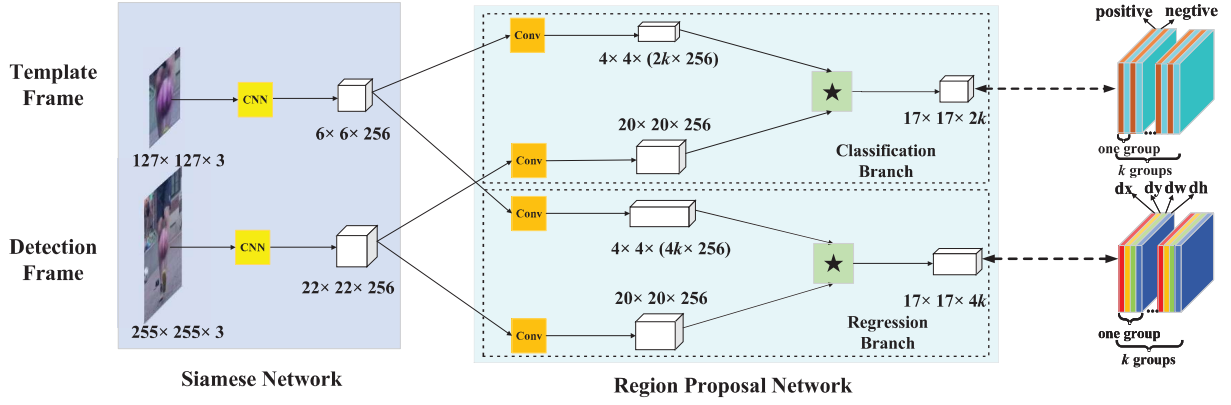 Template
Frame
127× 127× 3
CNN
6× 6× 256
Detection
Frame
255× 255× 3
CNN
22× 22× 256
Siamese Network
Conv
4× 4× (2k× 256)
Conv
20× 20× 256
★
17× 17× 2k
Classification
Branch
Conv
4× 4× (4k× 256)
Conv
20× 20× 256
★
17× 17× 4k
Regression
Branch
Region Proposal Network
positive negtive
one group
...
k groups
dx dy dw dh
one group
...
k groups